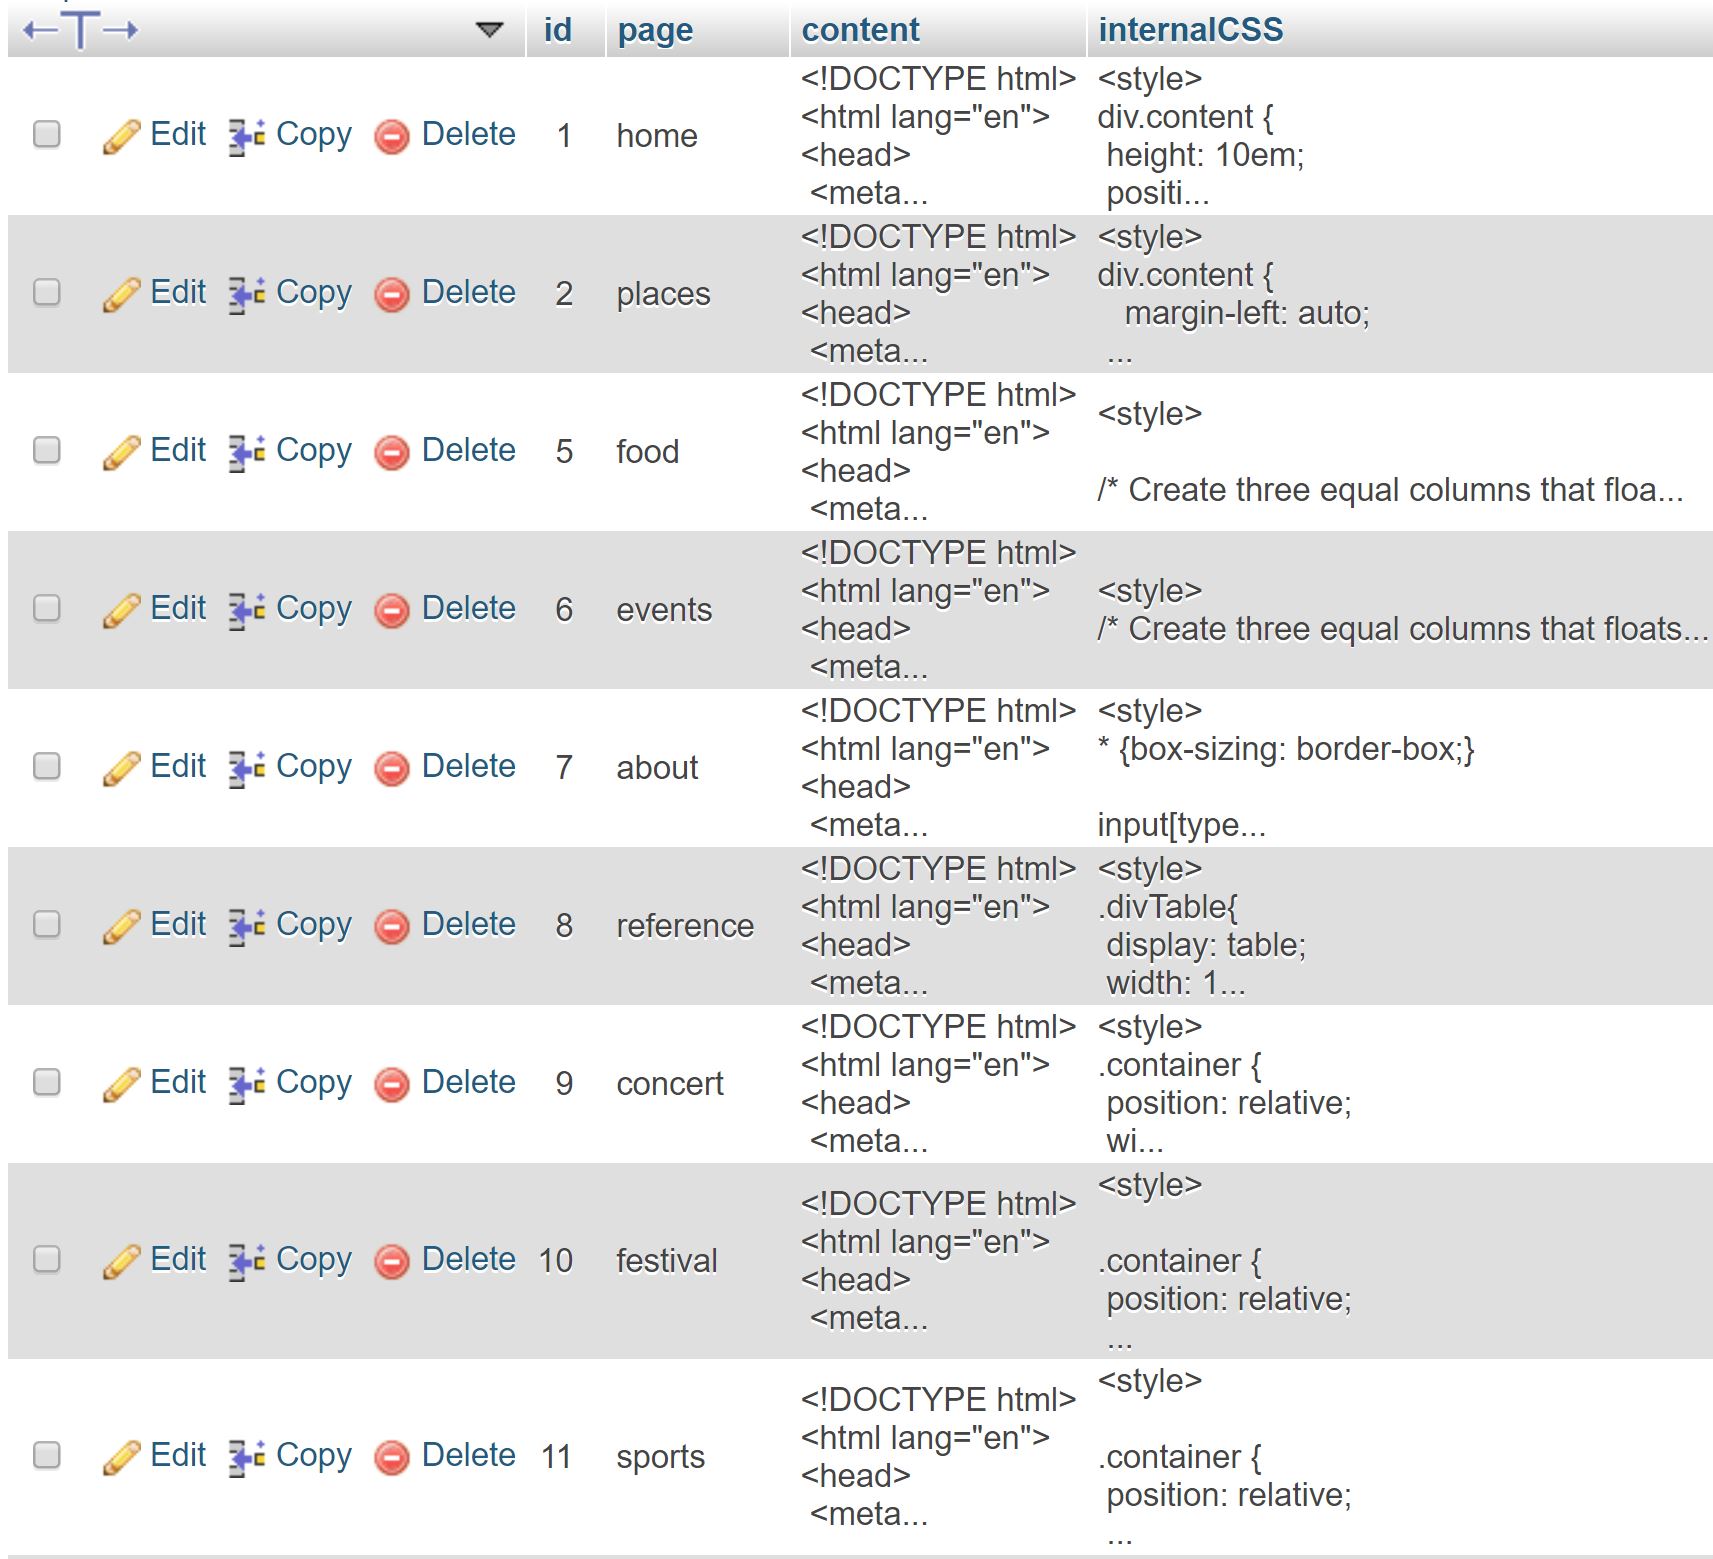 id page content internalCSS
Edit Copy Delete 1 home <!DOCTYPE html> <style>
<html lang="en"> div.content {
<head> height: 10em;
<meta... positi...
Edit Copy Delete 2 places <!DOCTYPE html> <style>
<html lang="en"> div.content {
<head> margin-left: auto;
<meta... ...
Edit Copy Delete 5 food <!DOCTYPE html> <style>
<html lang="en">
<head> /* Create three equal columns that floa...
<meta...
Edit Copy Delete 6 events <!DOCTYPE html>
<html lang="en"> <style>
<head> /* Create three equal columns that floats...
<meta...
Edit Copy Delete 7 about <!DOCTYPE html> <style>
<html lang="en"> * {box-sizing: border-box;}
<head>
<meta... input[type...
Edit Copy Delete 8 reference <!DOCTYPE html> <style>
<html lang="en"> .divTable{
<head> display: table;
<meta... width: 1...
Edit Copy Delete 9 concert <!DOCTYPE html> <style>
<html lang="en"> .container {
<head> position: relative;
<meta... wi...
Edit Copy Delete 10 festival <!DOCTYPE html> <style>
<html lang="en"> .container {
<head> position: relative;
<meta... ...
Edit Copy Delete 11 sports <!DOCTYPE html> <style>
<html lang="en"> .container {
<head> position: relative;
<meta... ...